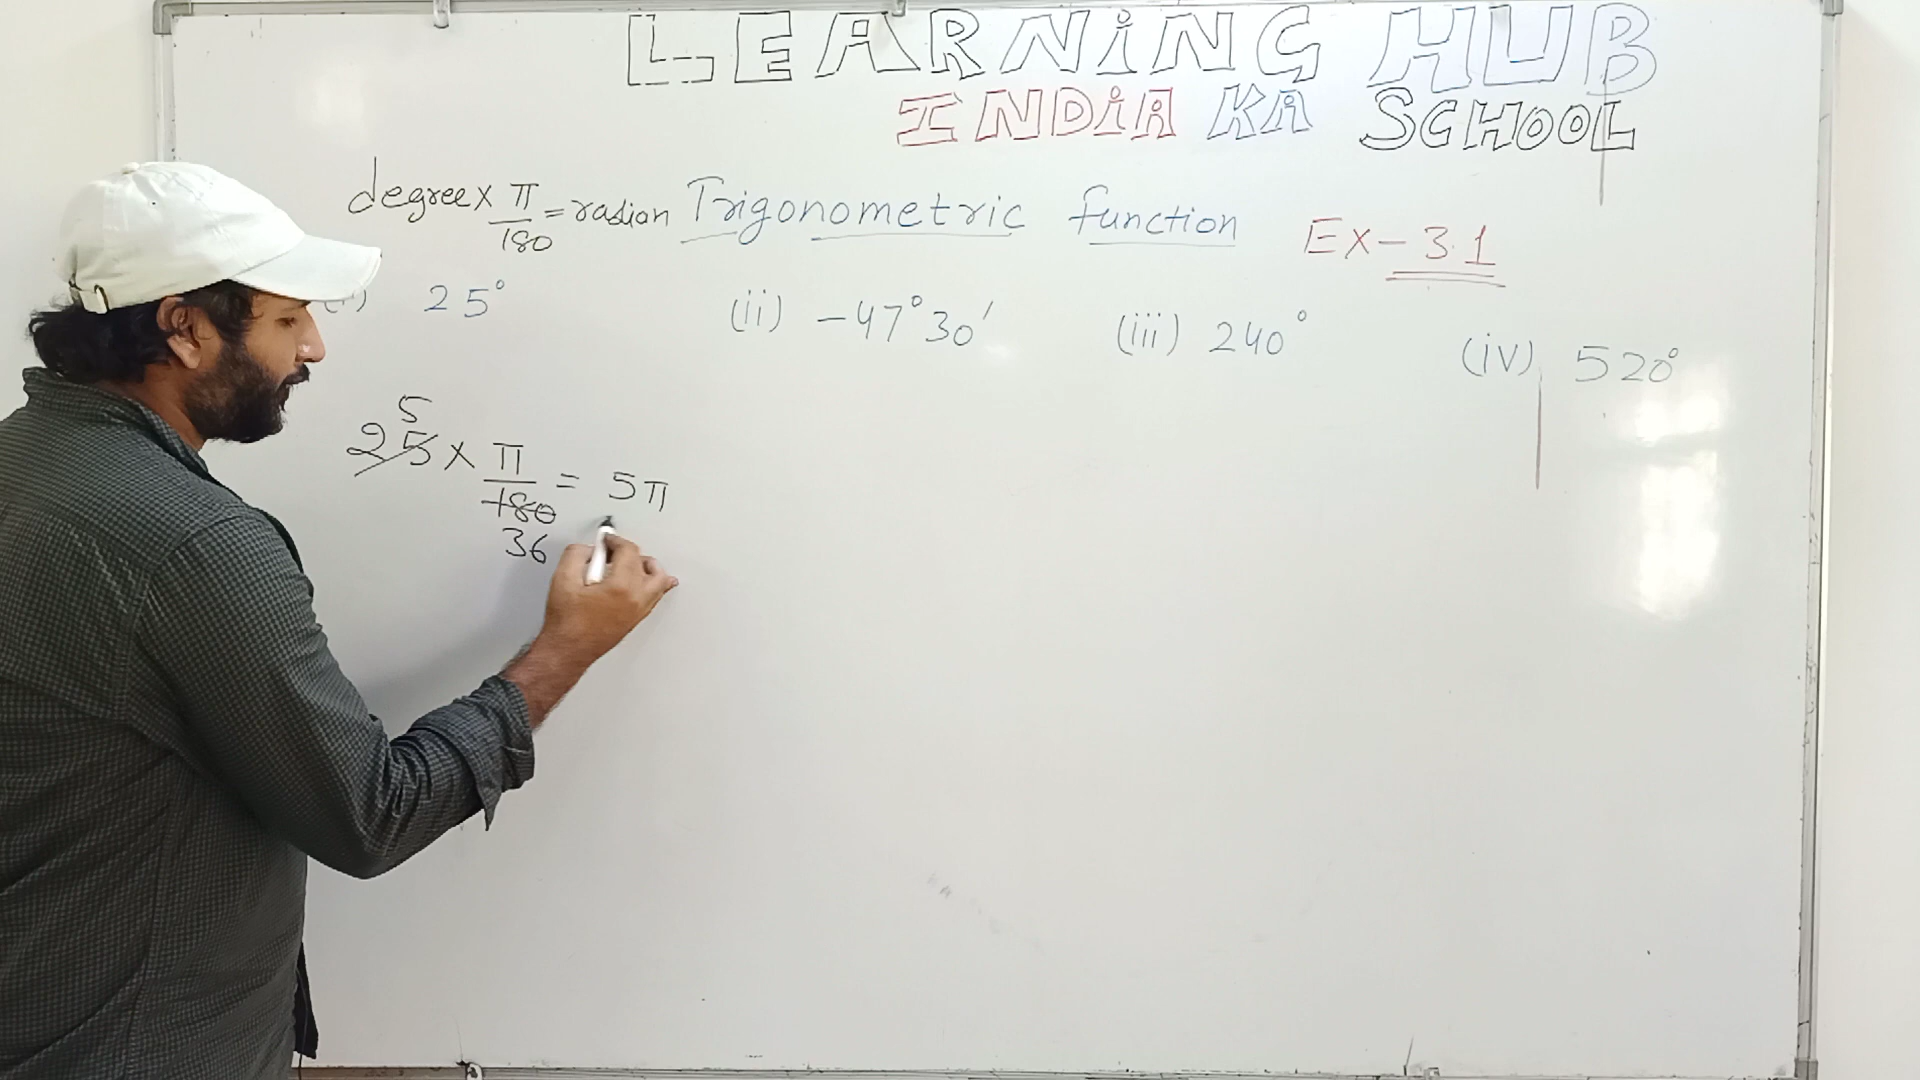 LEARNING HUB
INDIA KA SCHOOL
degree × π/180 = radian Trigonometric function Ex-3.1
25° (ii) -47°30′ (iii) 240° (iv) 520°
5
25 × π/180 = 5π
36